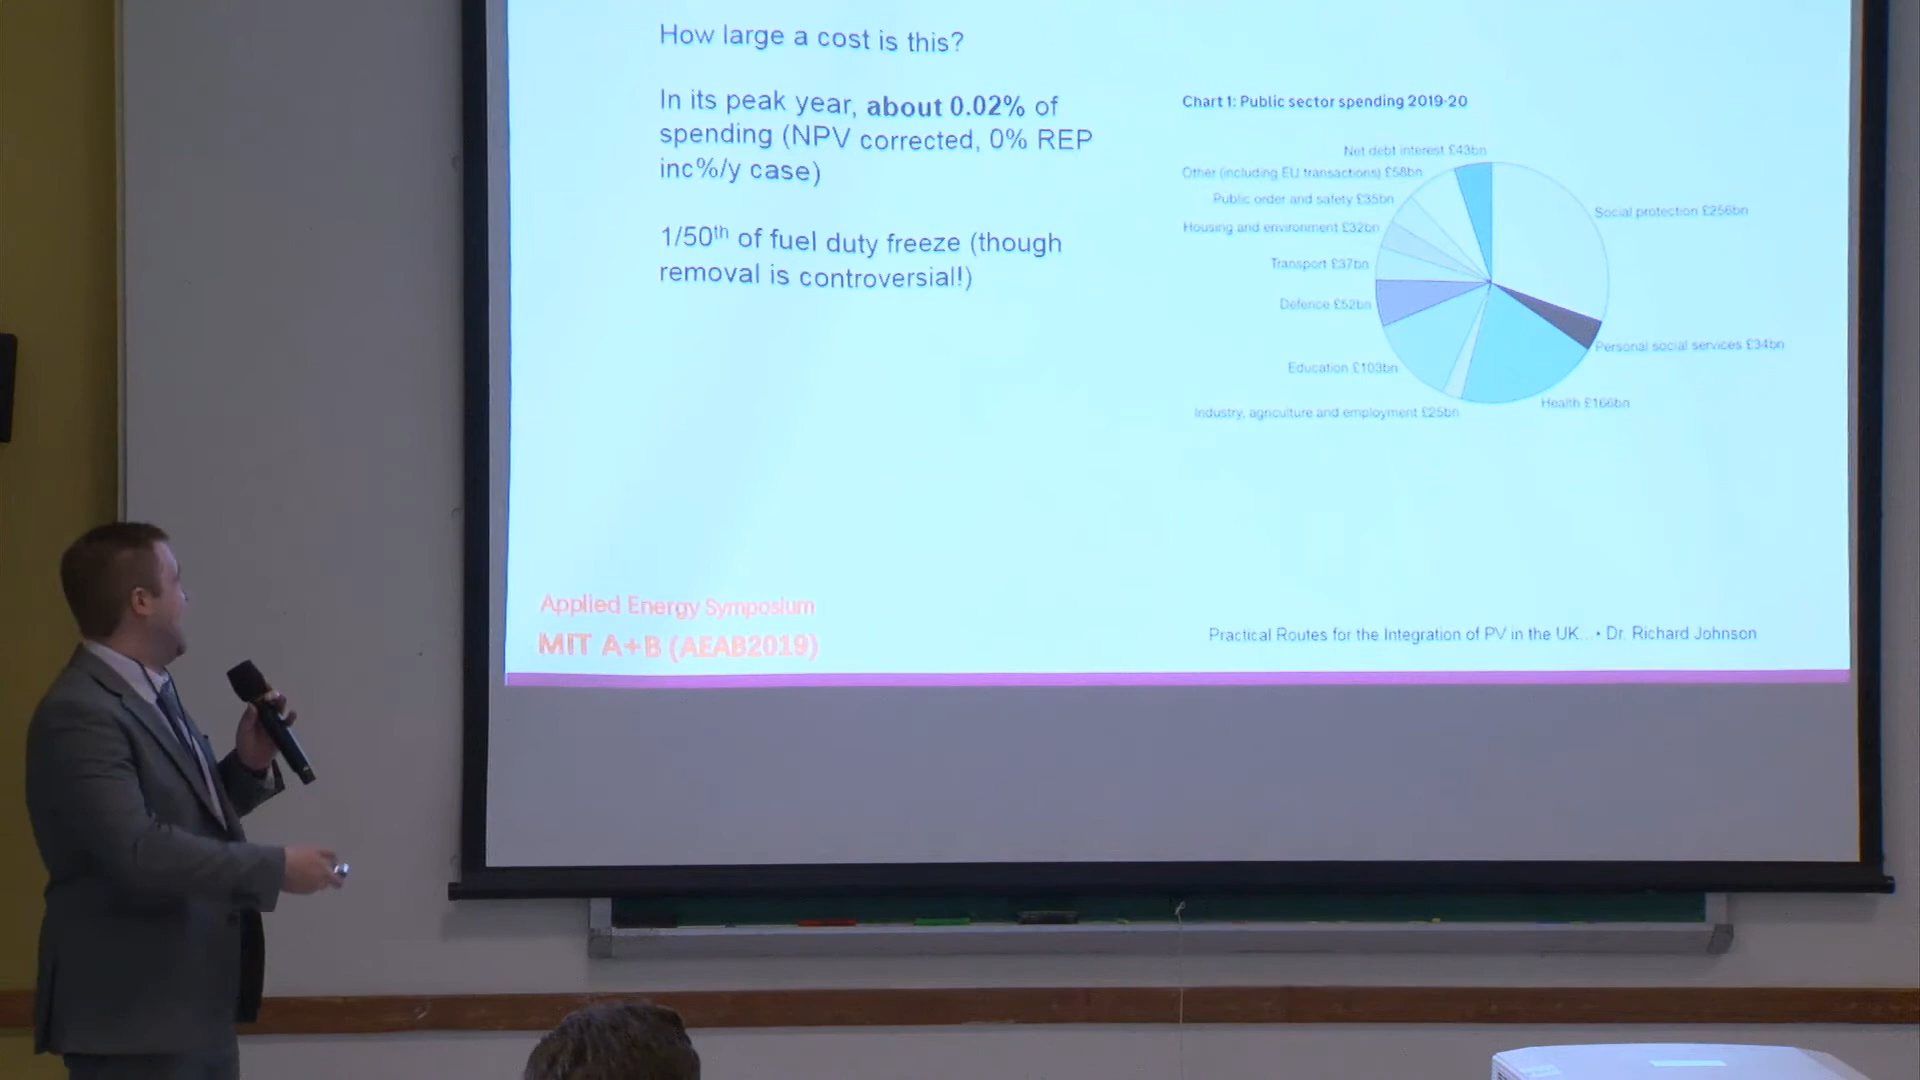 How large a cost is this?
In its peak year, about 0.02% of
spending (NPV corrected, 0% REP
inc%/y case)
1/50th of fuel duty freeze (though
removal is controversial!)
Chart 1: Public sector spending 2019-20
Net debt interest £43bn
Other (including EU transactions) £58bn
Public order and safety £35bn
Housing and environment £32bn
Transport £37bn
Defence £52bn
Education £103bn
Industry, agriculture and employment £25bn
Social protection £256bn
Personal social services £34bn
Health £166bn
Applied Energy Symposium
MIT A+B (AEAB2019)
Practical Routes for the Integration of PV in the UK... • Dr. Richard Johnson